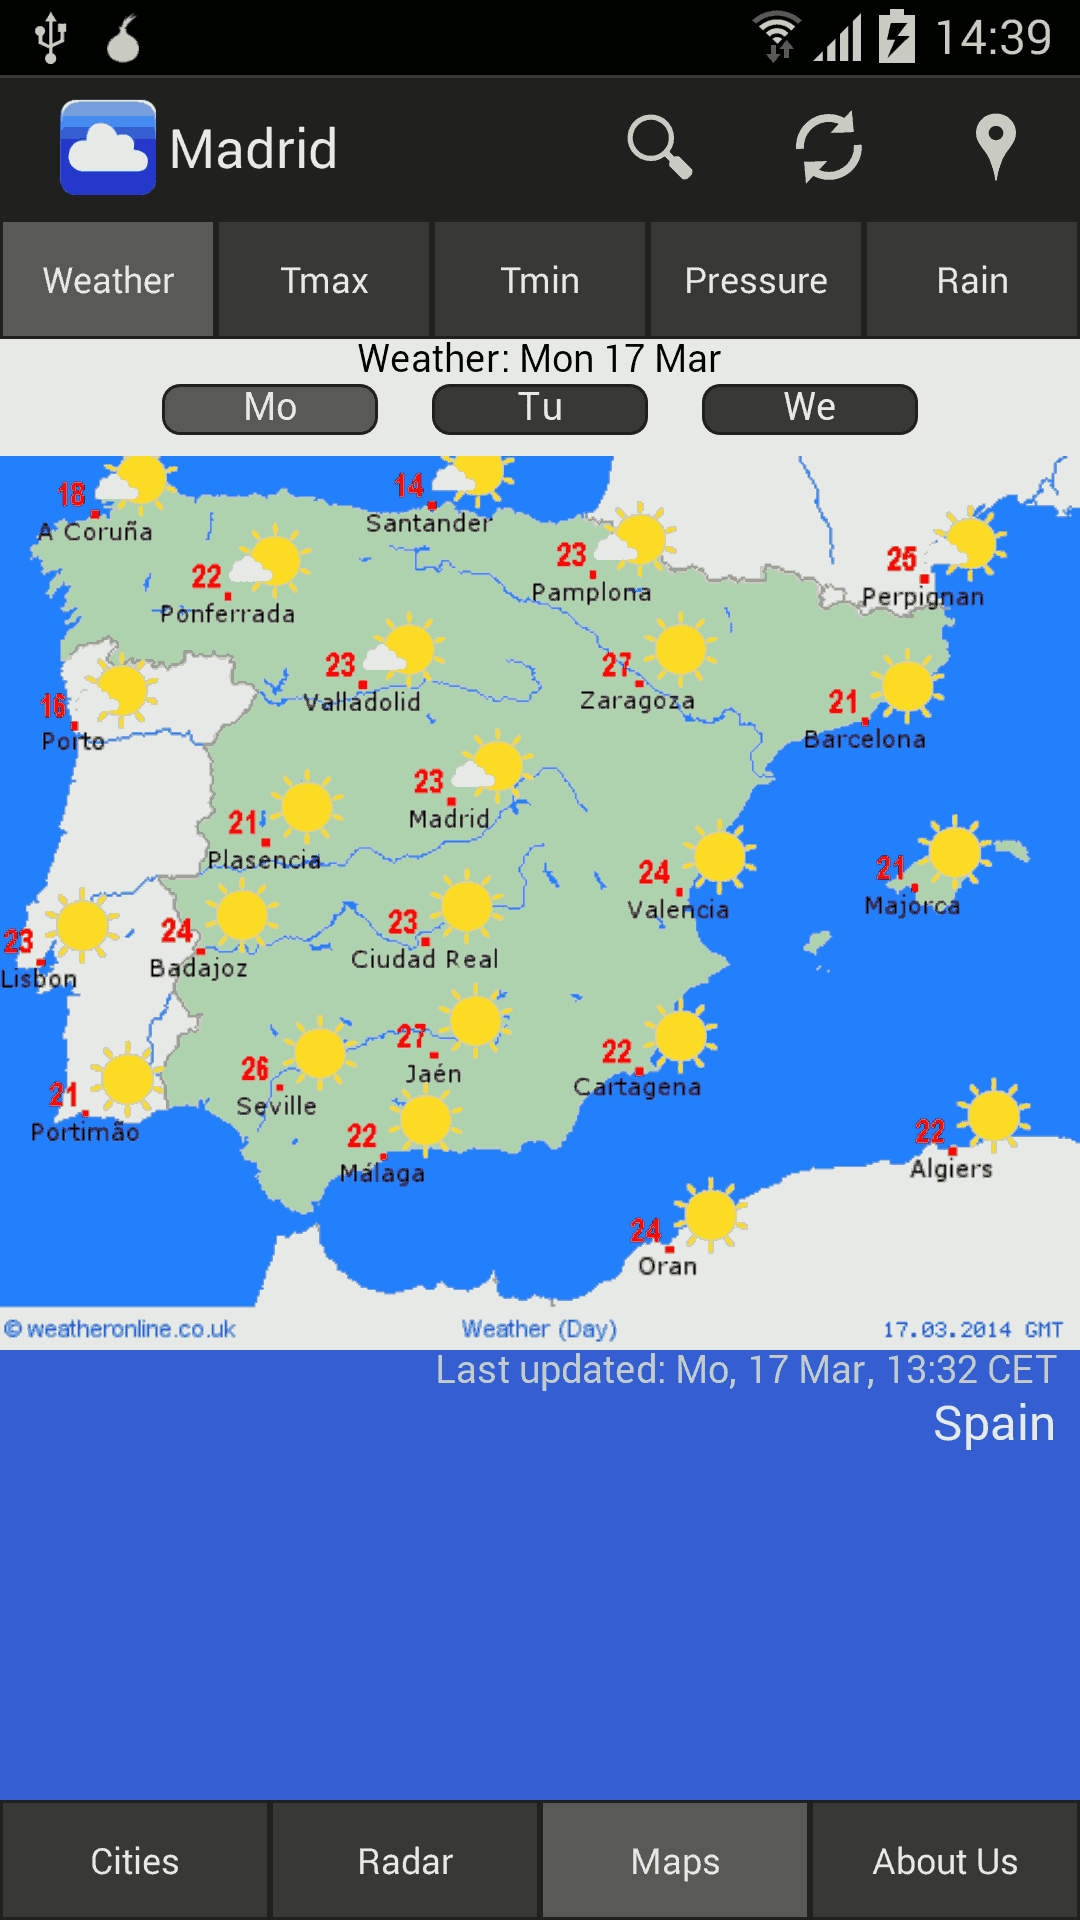 14:39
Madrid
Weather Tmax Tmin Pressure Rain
Weather: Mon 17 Mar
Mo Tu We
18
A Coruña
14
Santander
23
Pamplona
25
Perpignan
22
Ponferrada
23
Valladolid
27
Zaragoza
21
Barcelona
16
Porto
23
Madrid
21
Plasencia
24
Valencia
21
Majorca
23
Lisbon
24
Badajoz
23
Ciudad Real
27
Jaén
22
Cartagena
26
Seville
21
Portimão
22
Málaga
22
Algiers
24
Oran
© weatheronline.co.uk Weather (Day) 17.03.2014 GMT
Last updated: Mo, 17 Mar, 13:32 CET
Spain
Cities Radar Maps About Us